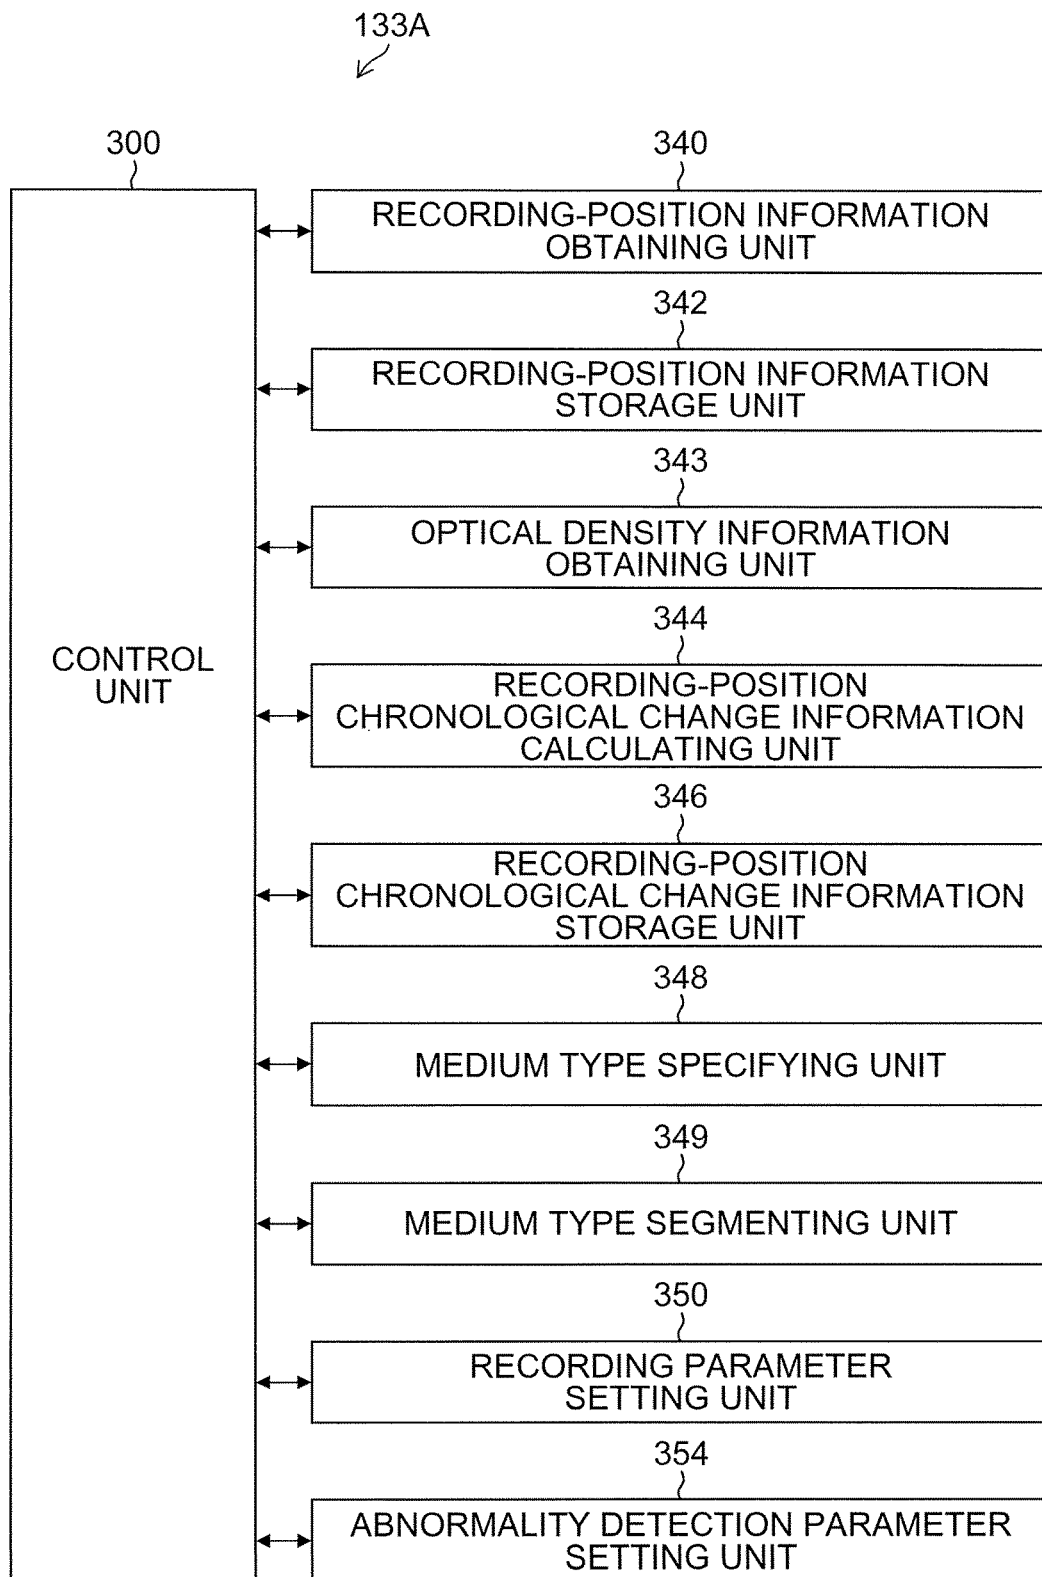 133A
300
CONTROL
UNIT
340
RECORDING-POSITION INFORMATION
OBTAINING UNIT
342
RECORDING-POSITION INFORMATION
STORAGE UNIT
343
OPTICAL DENSITY INFORMATION
OBTAINING UNIT
344
RECORDING-POSITION
CHRONOLOGICAL CHANGE INFORMATION
CALCULATING UNIT
346
RECORDING-POSITION
CHRONOLOGICAL CHANGE INFORMATION
STORAGE UNIT
348
MEDIUM TYPE SPECIFYING UNIT
349
MEDIUM TYPE SEGMENTING UNIT
350
RECORDING PARAMETER
SETTING UNIT
354
ABNORMALITY DETECTION PARAMETER
SETTING UNIT